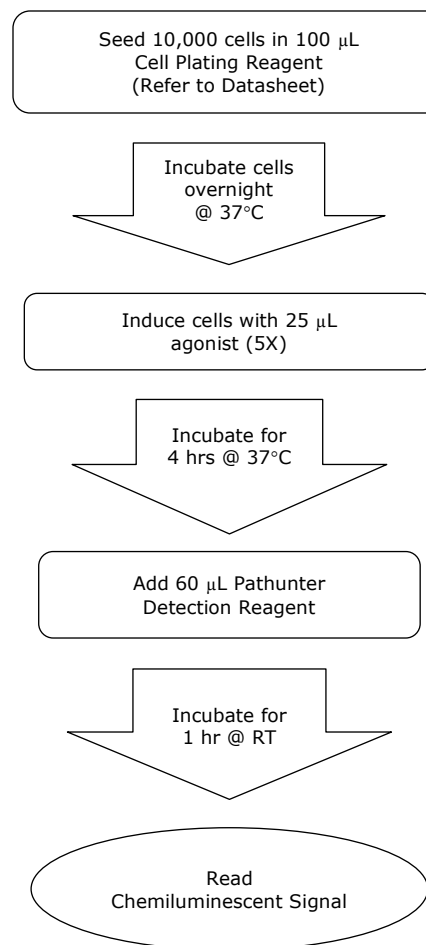 Seed 10,000 cells in 100 µL
Cell Plating Reagent
(Refer to Datasheet)
Incubate cells
overnight
@ 37°C
Induce cells with 25 µL
agonist (5X)
Incubate for
4 hrs @ 37°C
Add 60 µL Pathunter
Detection Reagent
Incubate for
1 hr @ RT
Read
Chemiluminescent Signal